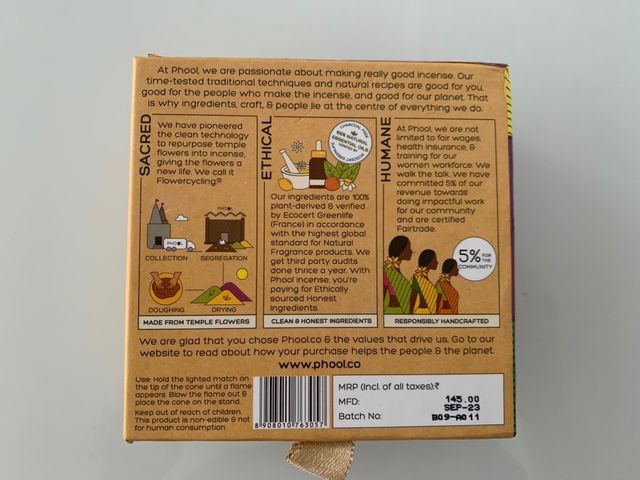 At Phool, we are passionate about making really good incense. Our
time-tested traditional techniques and natural recipes are good for you,
good for the people who make the incense, and good for our planet. That
is why ingredients, craft, & people lie at the centre of everything we do.
SACRED
We have pioneered
the clean technology
to repurpose temple
flowers into incense,
giving the flowers a
new life. We call it
Flowercycling®
PHOOL
PHOOL
COLLECTION
SEGREGATION
DOUGHING
DRYING
MADE FROM TEMPLE FLOWERS
ETHICAL
CHARCOAL FREE
100% NATURAL
ESSENTIAL OILS
Our ingredients are 100%
plant-derived & verified
by Ecocert Greenlife
(France) in accordance
with the highest global
standard for Natural
Fragrance products. We
get third party audits
done thrice a year. With
Phool incense, you're
paying for Ethically
sourced Honest
Ingredients.
CLEAN & HONEST INGREDIENTS
HUMANE
At Phool, we are not
limited to fair wages,
health insurance, &
training for our
women workforce. We
walk the talk. We have
committed 5% of our
revenue towards
doing impactful work
for our community
and are certified
Fairtrade.
5% FOR THE
COMMUNITY
RESPONSIBLY HANDCRAFTED
We are glad that you chose Phool.co & the values that drive us. Go to our
website to read about how your purchase helps the people & the planet.
www.phool.co
Use: Hold the lighted match on
the tip of the cone until a flame
appears. Blow the flame out &
place the cone on the stand.
Keep out of reach of children.
This product is non-edible & not
for human consumption
8 908010 763057
MRP (Incl. of all taxes):₹
145.00
MFD:
SEP-23
Batch No:
B09-A011